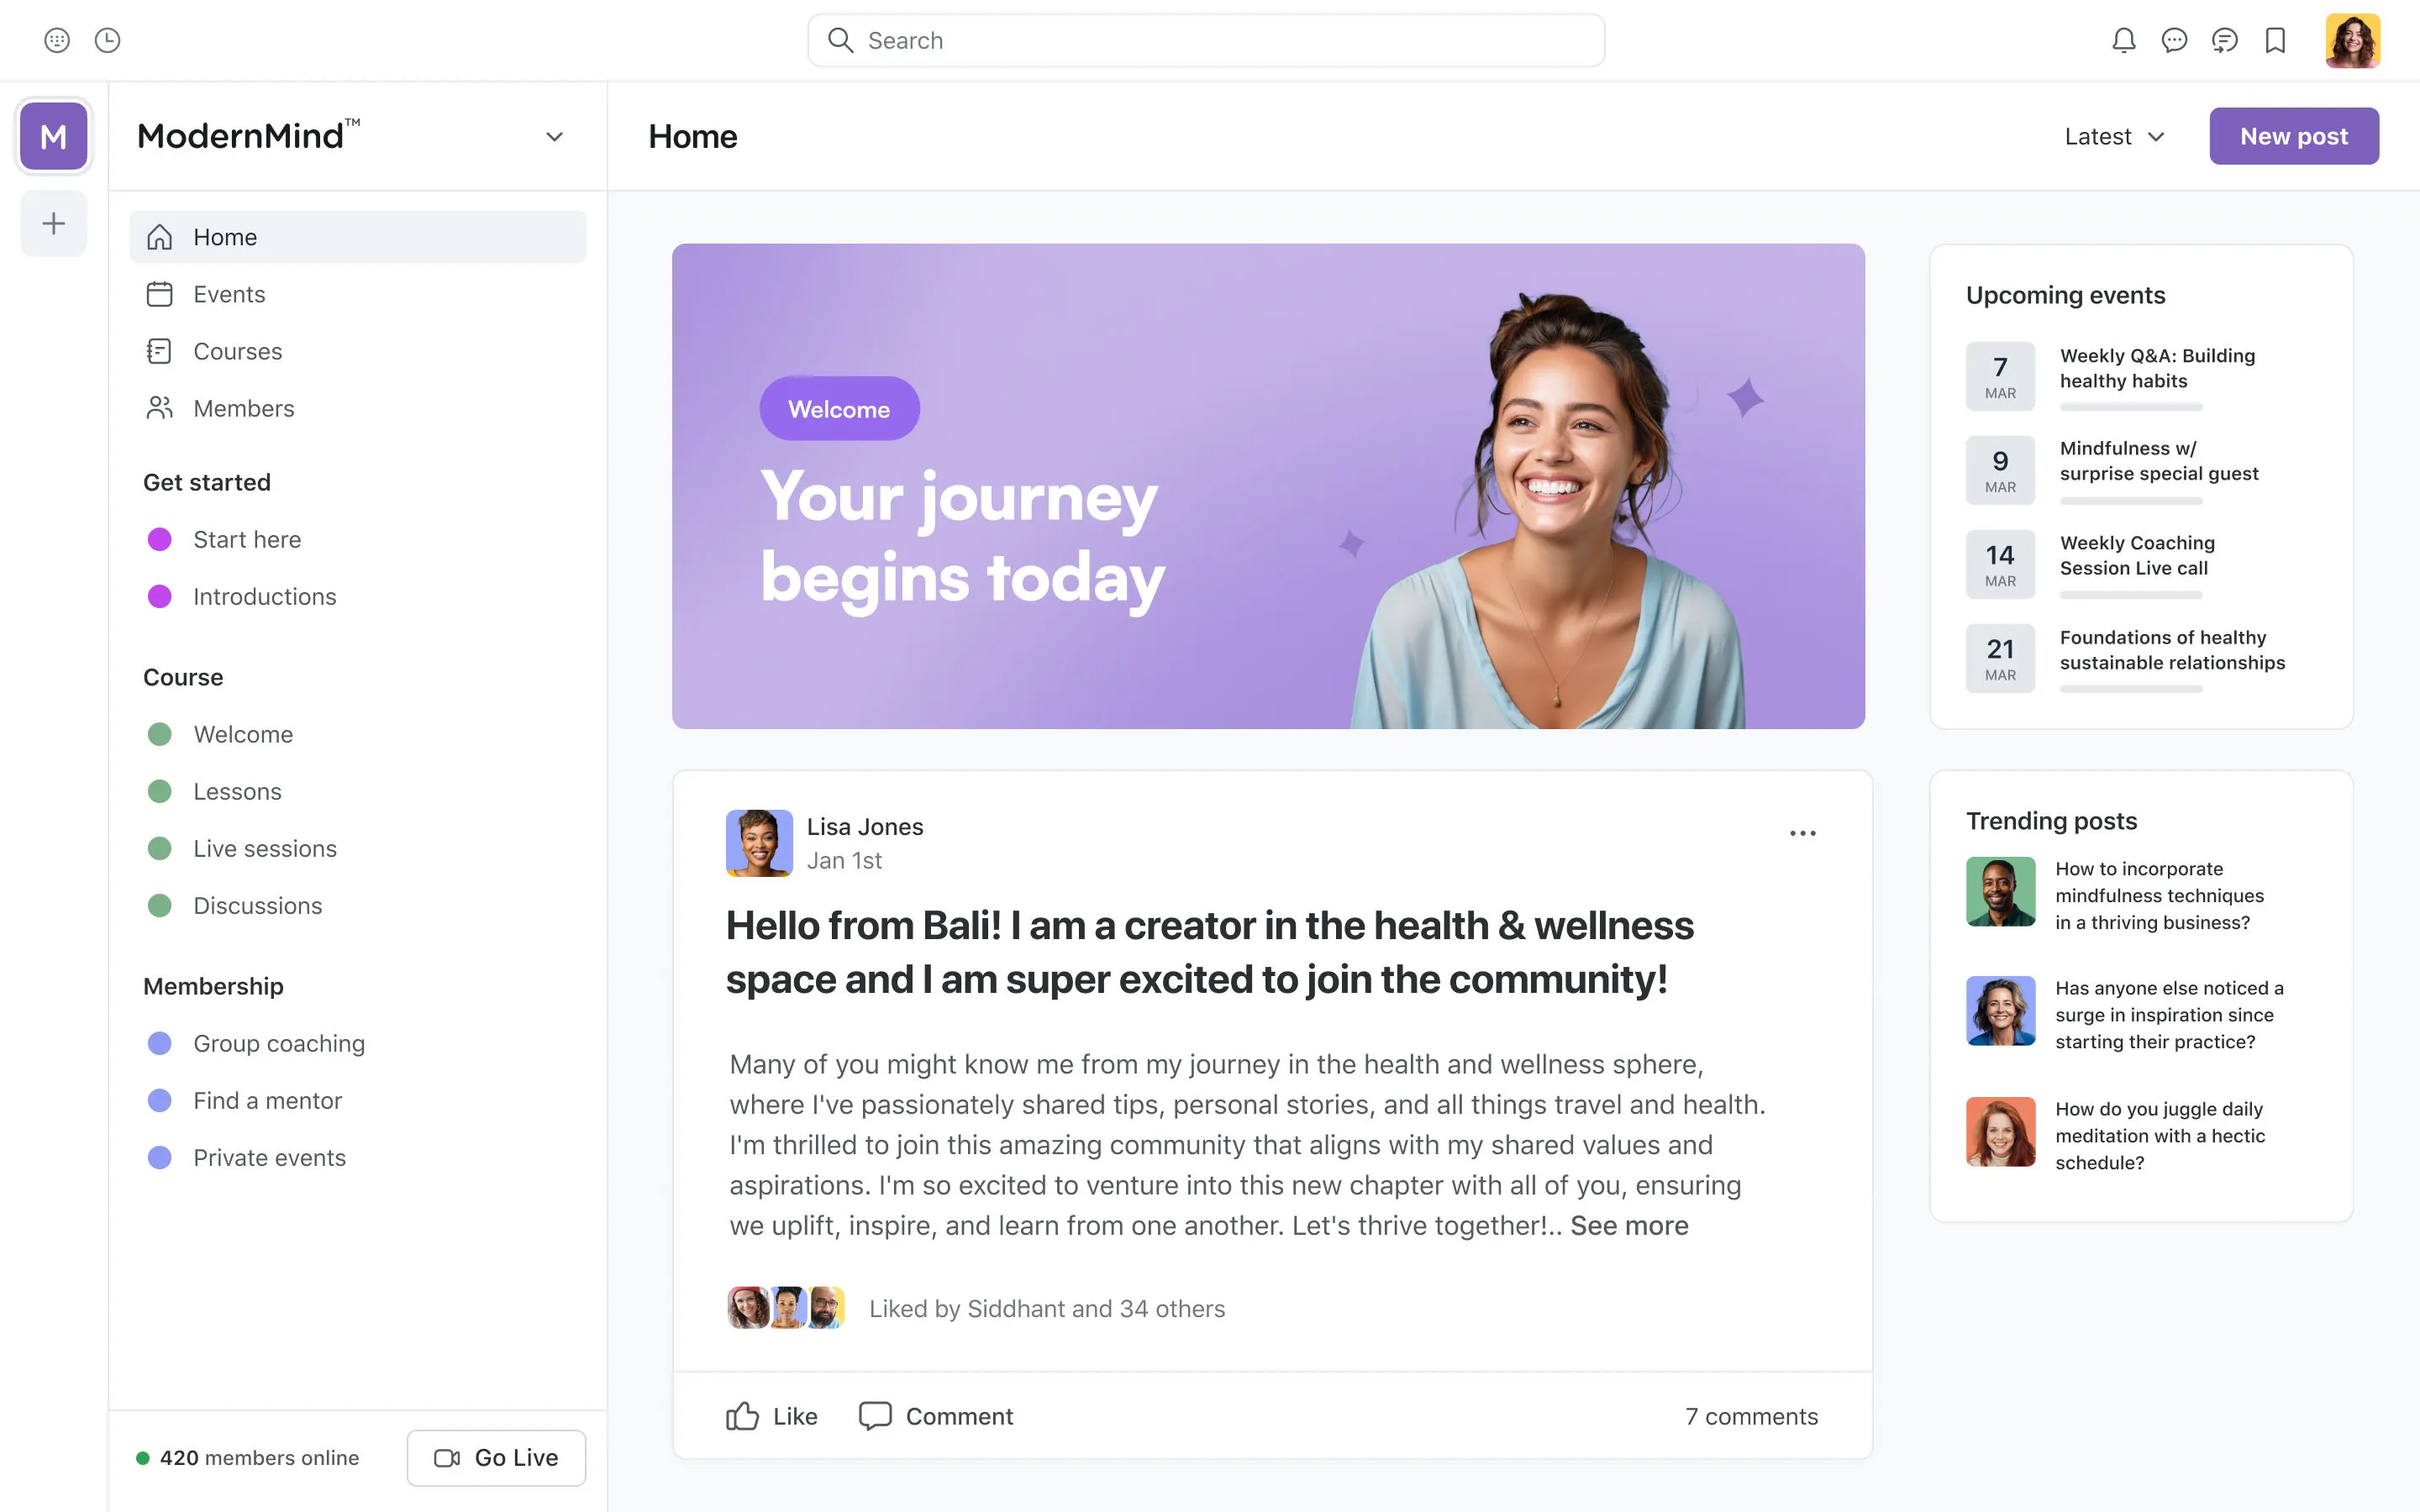 Search
M
ModernMind™
Home
Latest
New post
Home
Events
Courses
Members
Get started
Start here
Introductions
Course
Welcome
Lessons
Live sessions
Discussions
Membership
Group coaching
Find a mentor
Private events
420 members online
Go Live
Welcome
Your journey
begins today
Lisa Jones
Jan 1st
Hello from Bali! I am a creator in the health & wellness
space and I am super excited to join the community!
Many of you might know me from my journey in the health and wellness sphere,
where I've passionately shared tips, personal stories, and all things travel and health.
I'm thrilled to join this amazing community that aligns with my shared values and
aspirations. I'm so excited to venture into this new chapter with all of you, ensuring
we uplift, inspire, and learn from one another. Let's thrive together!.. See more
Liked by Siddhant and 34 others
Like
Comment
7 comments
Upcoming events
7
MAR
Weekly Q&A: Building
healthy habits
9
MAR
Mindfulness w/
surprise special guest
14
MAR
Weekly Coaching
Session Live call
21
MAR
Foundations of healthy
sustainable relationships
Trending posts
How to incorporate
mindfulness techniques
in a thriving business?
Has anyone else noticed a
surge in inspiration since
starting their practice?
How do you juggle daily
meditation with a hectic
schedule?